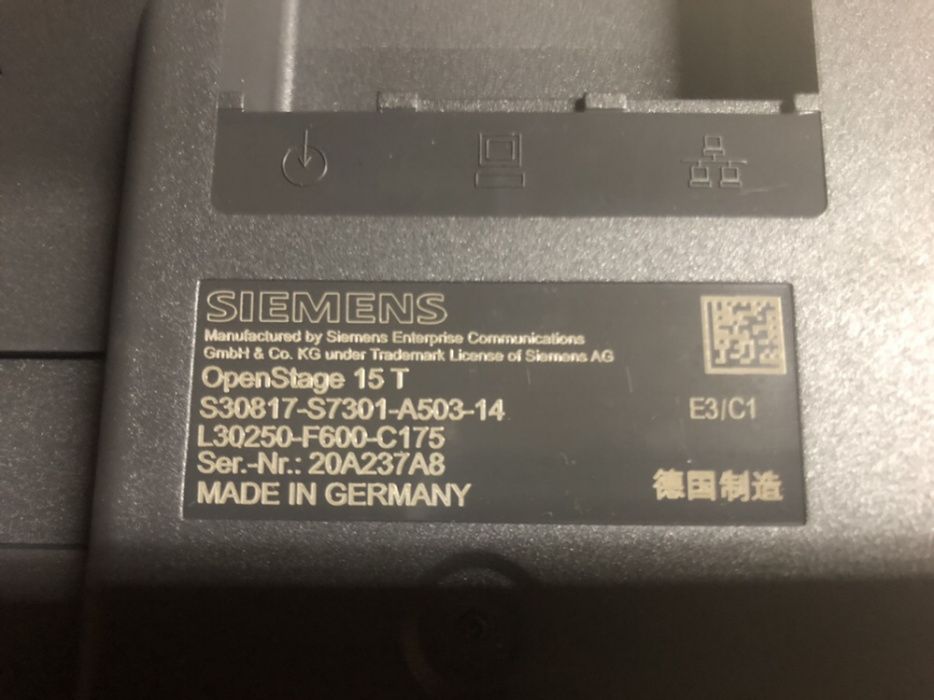 SIEMENS
Manufactured by Siemens Enterprise Communications
GmbH & Co. KG under Trademark License of Siemens AG
OpenStage 15 T
S30817-S7301-A503-14
E3/C1
L30250-F600-C175
Ser.-Nr.: 20A237A8
MADE IN GERMANY
德国制造